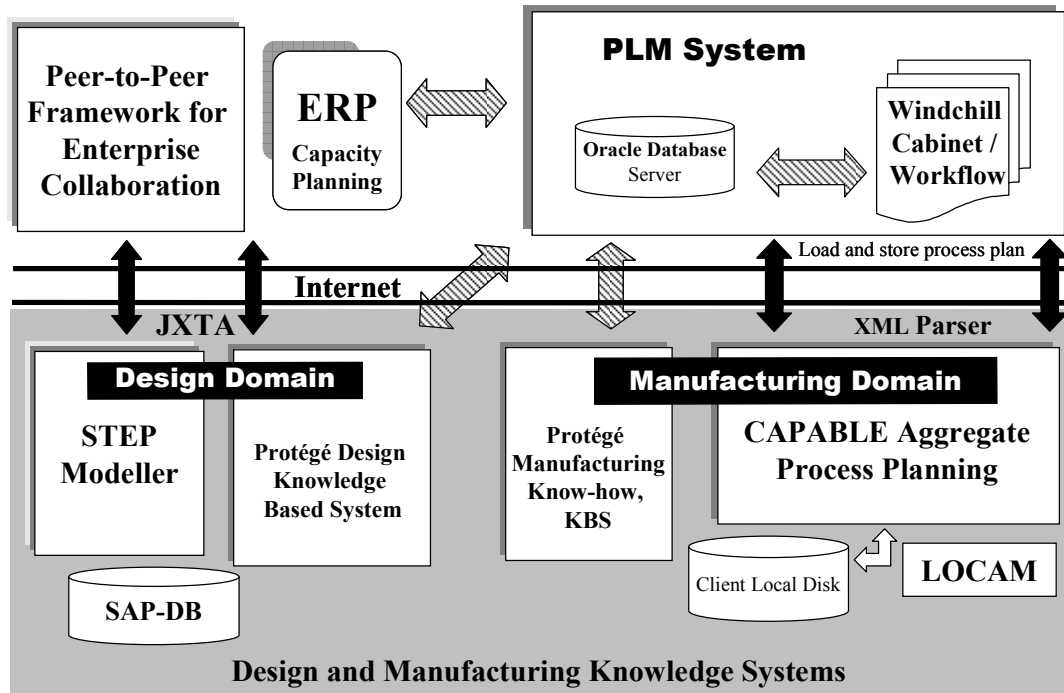 Peer-to-Peer
Framework for
Enterprise
Collaboration
ERP
Capacity
Planning
PLM System
Oracle Database
Server
Windchill
Cabinet /
Workflow
Load and store process plan
Internet
JXTA
XML Parser
Design Domain
STEP
Modeller
Protégé Design
Knowledge
Based System
SAP-DB
Manufacturing Domain
Protégé
Manufacturing
Know-how,
KBS
CAPABLE Aggregate
Process Planning
Client Local Disk
LOCAM
Design and Manufacturing Knowledge Systems